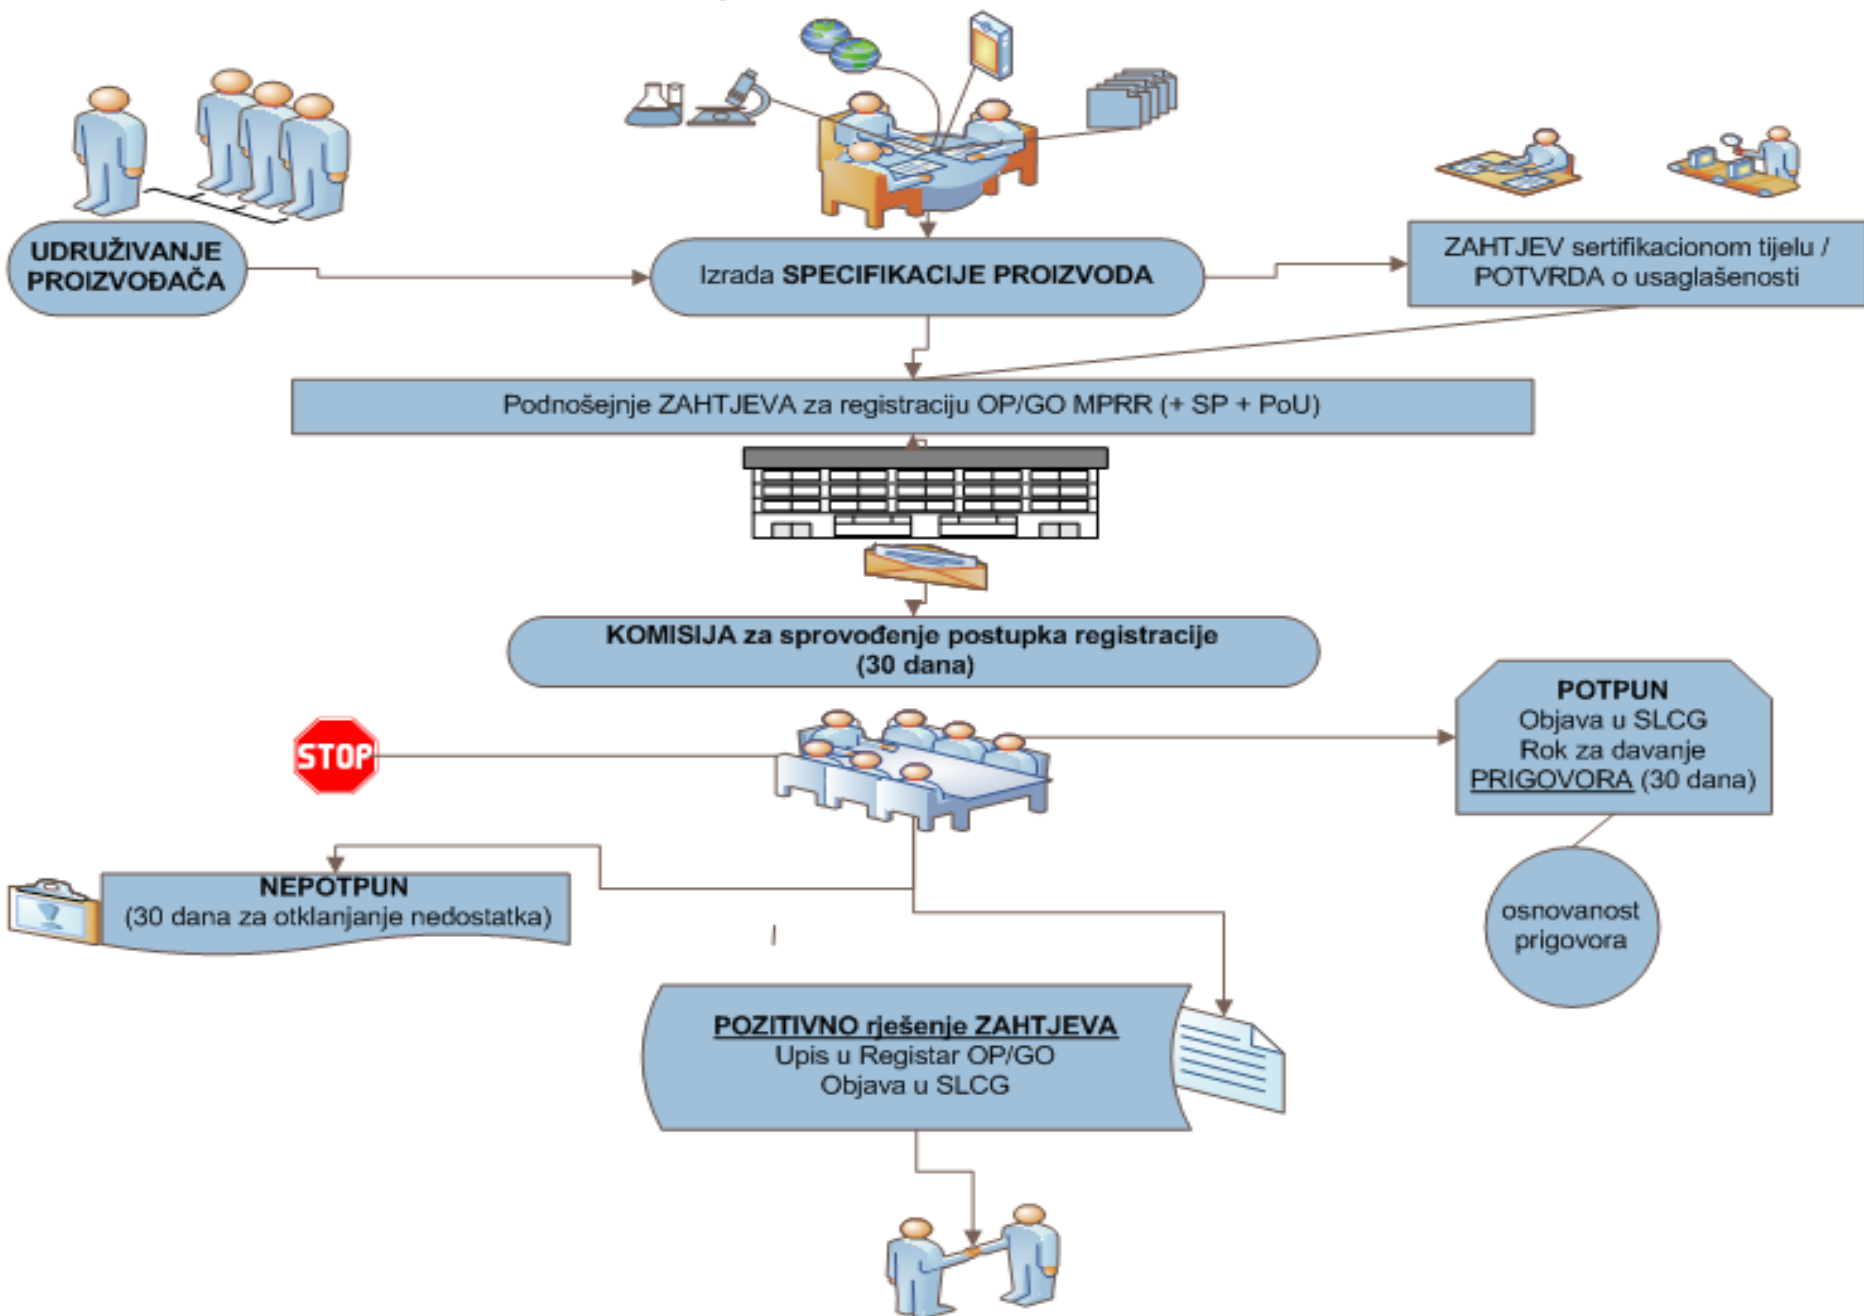 UDRUŽIVANJE
PROIZVOĐAČA
Izrada SPECIFIKACIJE PROIZVODA
ZAHTJEV sertifikacionom tijelu /
POTVRDA o usaglašenosti
Podnošejnje ZAHTJEVA za registraciju OP/GO MPRR (+ SP + PoU)
KOMISIJA za sprovođenje postupka registracije
(30 dana)
STOP
POTPUN
Objava u SLCG
Rok za davanje
PRIGOVORA (30 dana)
NEPOTPUN
(30 dana za otklanjanje nedostatka)
osnovanost
prigovora
POZITIVNO rješenje ZAHTJEVA
Upis u Registar OP/GO
Objava u SLCG